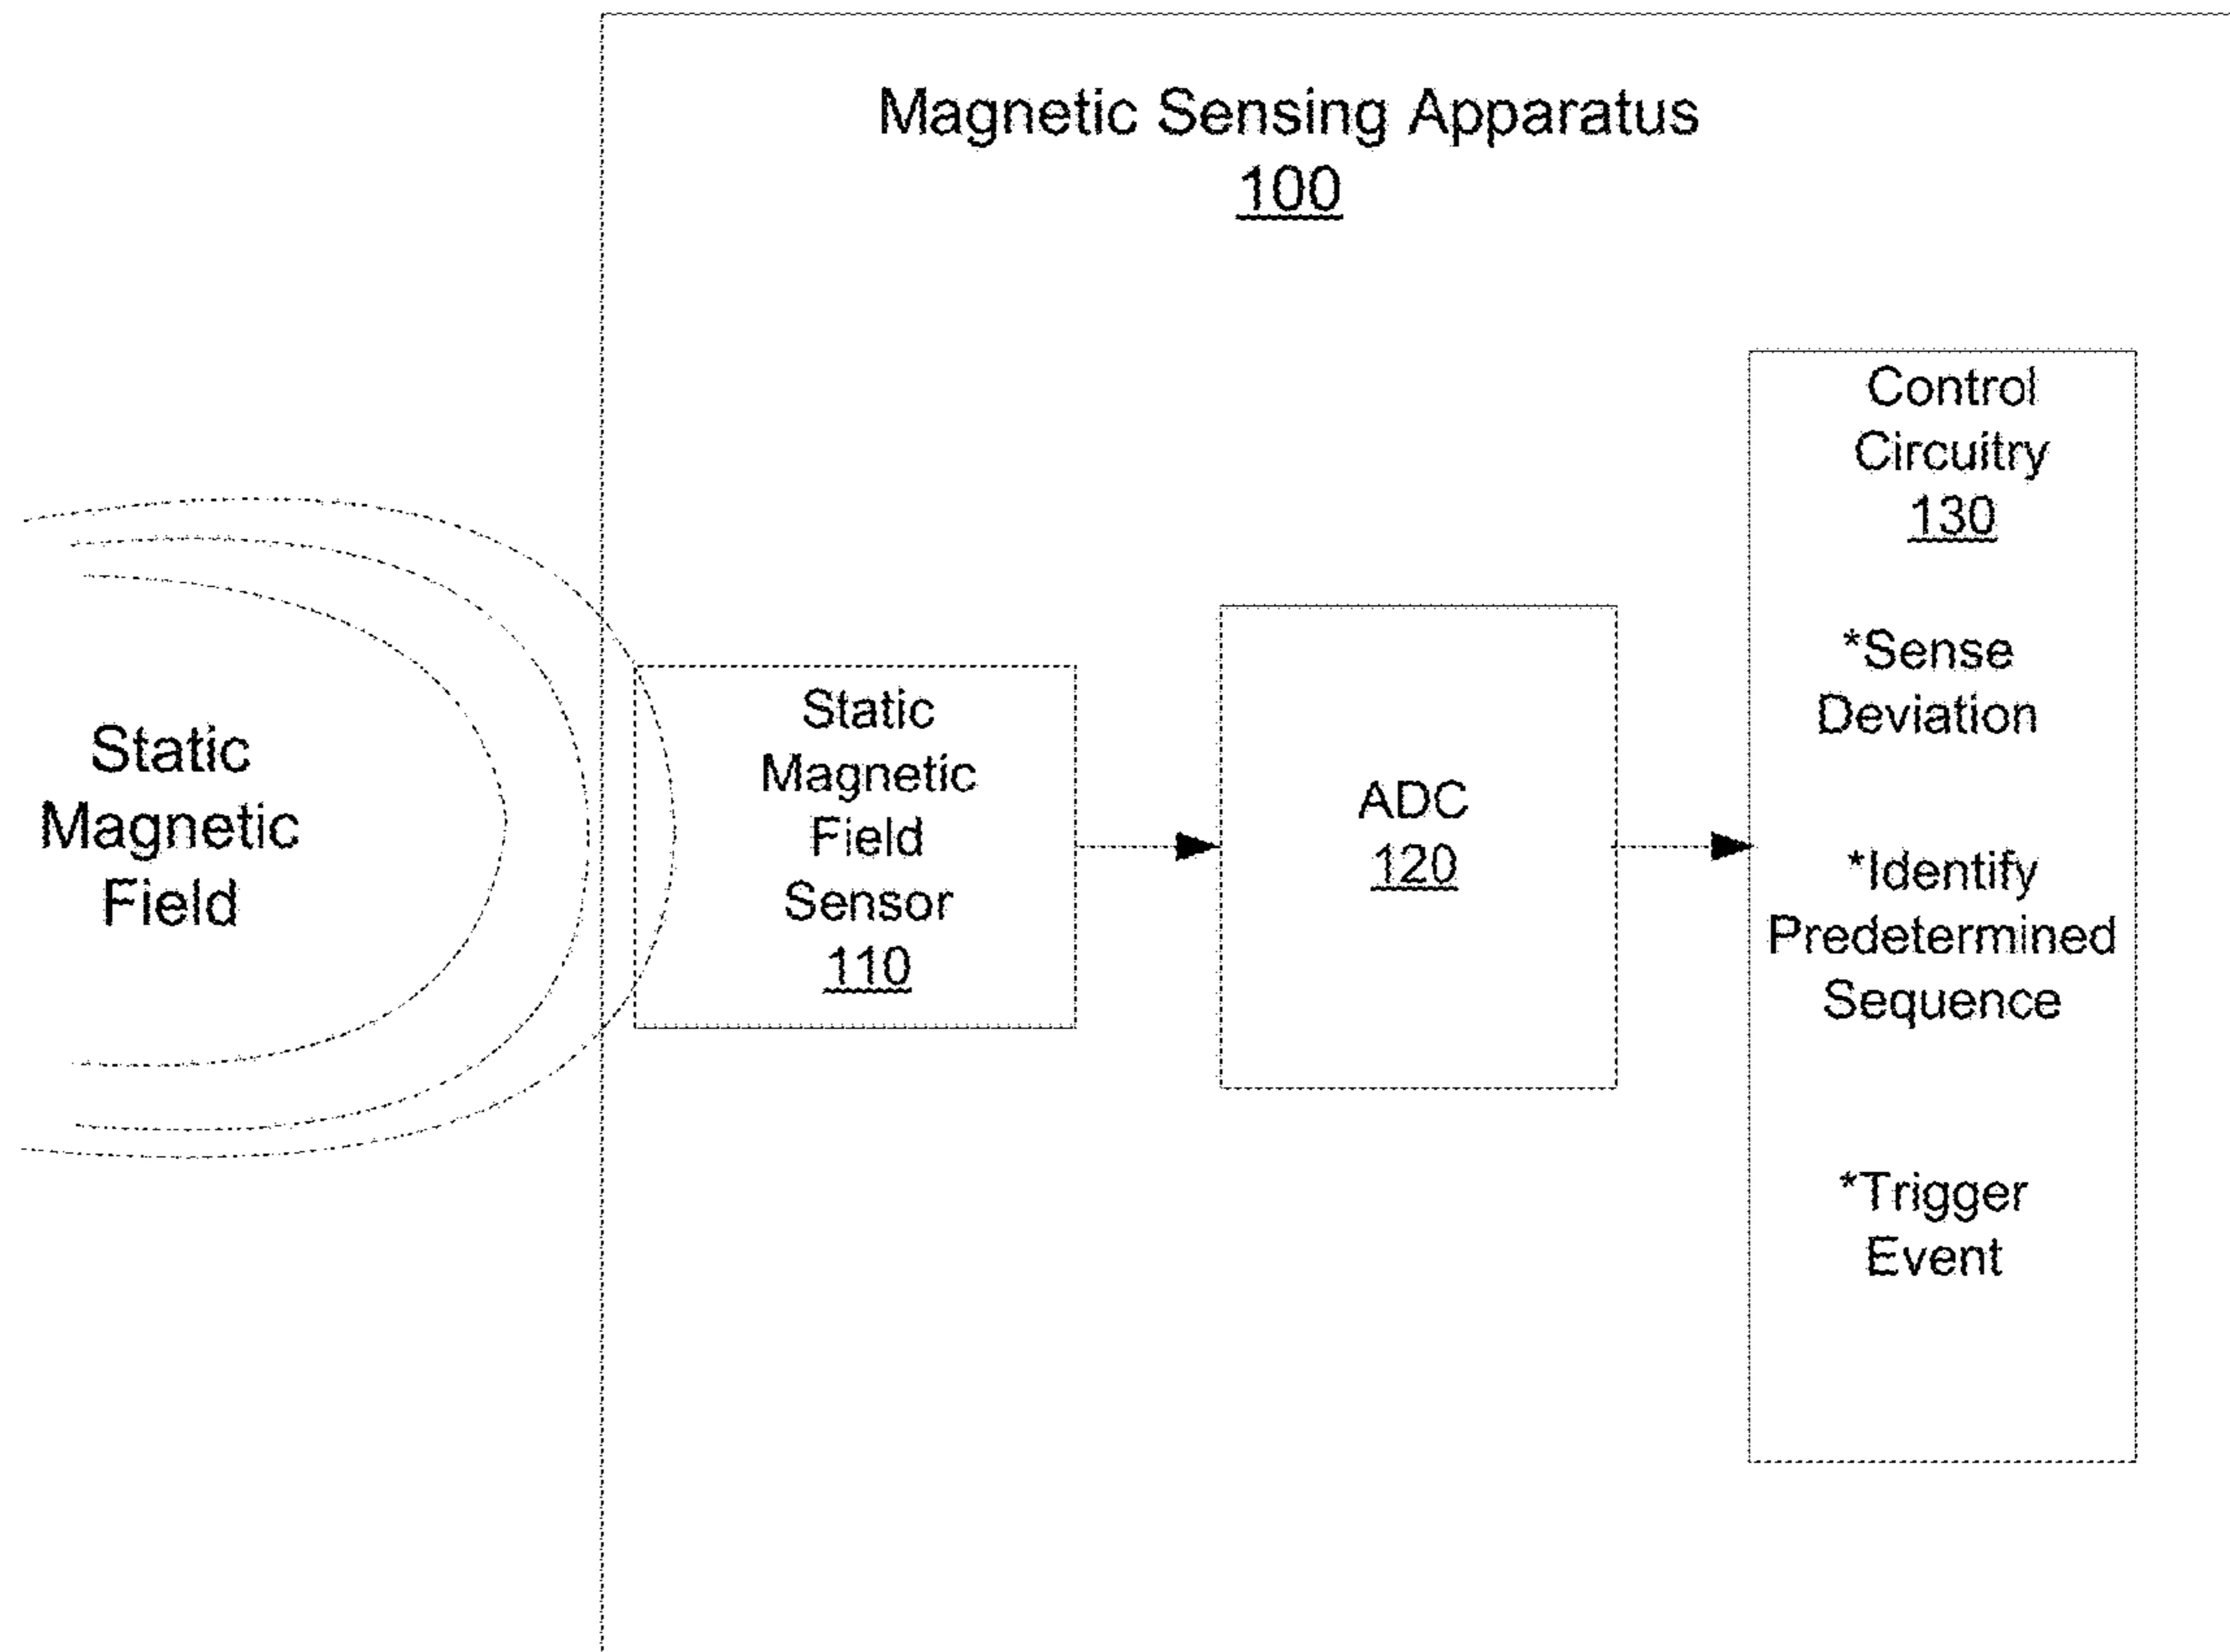 Magnetic Sensing Apparatus
100
Static
Magnetic
Field
Static
Magnetic
Field
Sensor
110
ADC
120
Control
Circuitry
130
*Sense
Deviation
*Identify
Predetermined
Sequence
*Trigger
Event